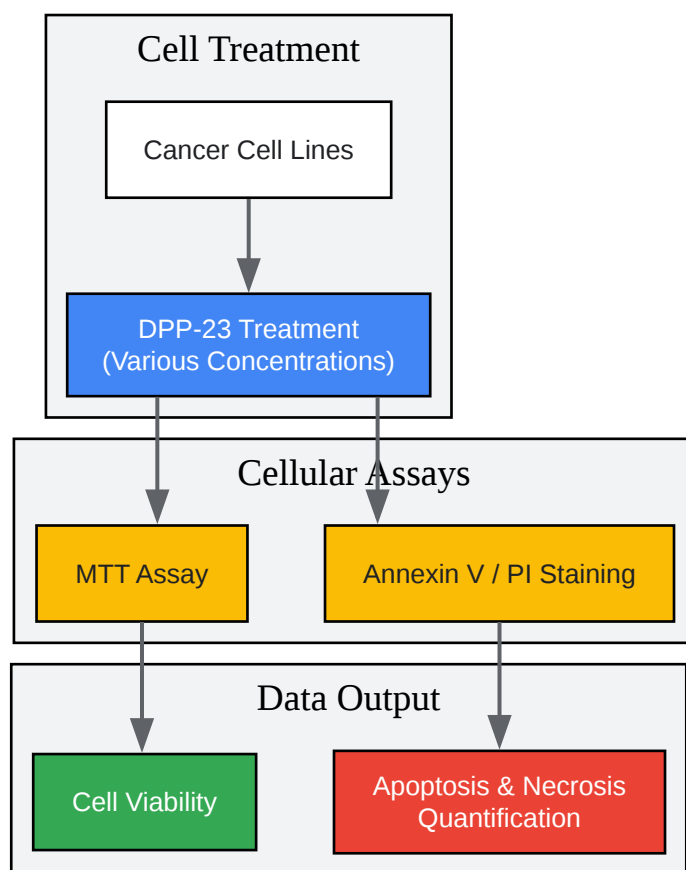 Cell Treatment
Cancer Cell Lines
DPP-23 Treatment
(Various Concentrations)
Cellular Assays
MTT Assay
Annexin V / PI Staining
Data Output
Cell Viability
Apoptosis & Necrosis
Quantification